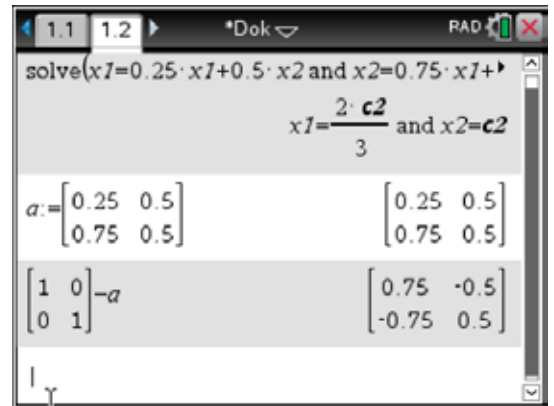 1.1 1.2 *Dok RAD
solve(x1=0.25·x1+0.5·x2 and x2=0.75·x1+
x1=2·c2/3 and x2=c2
a:=[0.25 0.5 [0.25 0.5
0.75 0.5] 0.75 0.5]
[1 0 [0.75 -0.5
0 1]-a -0.75 0.5]